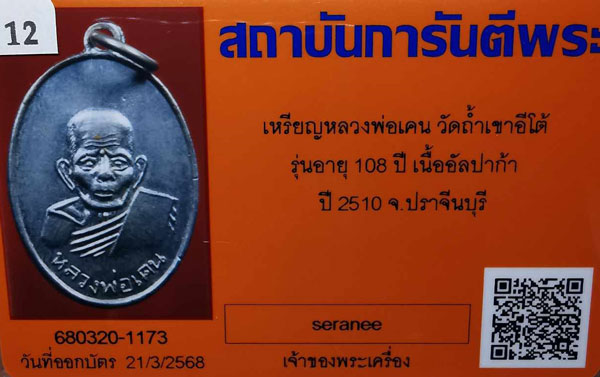 12
สถาบันการันตีพระ
เหรียญหลวงพ่อเคน วัดถ้ำเขาอีโต้
รุ่นอายุ 108 ปี เนื้ออัลปาก้า
ปี 2510 จ.ปราจีนบุรี
หลวงพ่อเคน
seranee
680320-1173
วันที่ออกบัตร 21/3/2568
เจ้าของพระเครื่อง